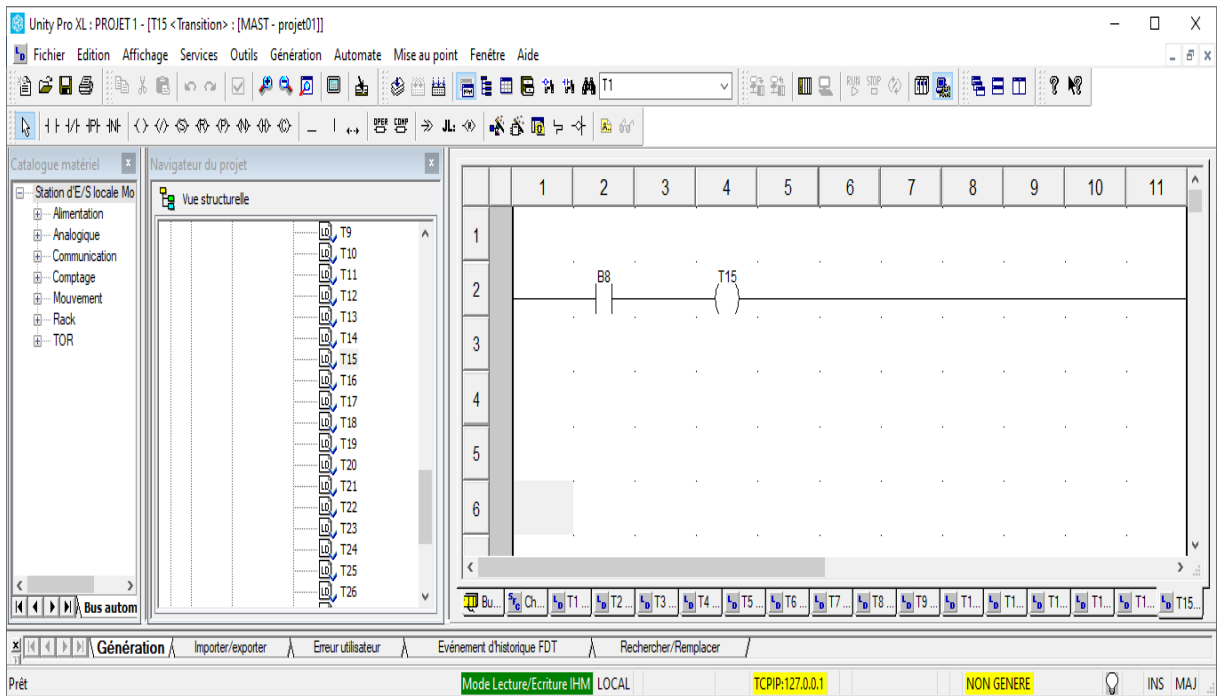 Unity Pro XL : PROJET 1 - [T15 <Transition> : [MAST - projet01]]
Fichier Edition Affichage Services Outils Génération Automate Mise au point Fenêtre Aide
T1
RUN STOP
OPER COMP JL:
Catalogue matériel
Station d'E/S locale Mo
Alimentation
Analogique
Communication
Comptage
Mouvement
Rack
TOR
Bus autom
Navigateur du projet
Vue structurelle
T9
T10
T11
T12
T13
T14
T15
T16
T17
T18
T19
T20
T21
T22
T23
T24
T25
T26
1 2 3 4 5 6 7 8 9 10 11
1
2
3
4
5
6
B8 T15
Bu... Ch... T1 ... T2 ... T3 ... T4 ... T5 ... T6 ... T7 ... T8 ... T9 ... T1... T1... T1... T1... T1... T15...
Génération Importer/exporter Erreur utilisateur Evénement d'historique FDT Rechercher/Remplacer
Prêt Mode Lecture/Ecriture IHM LOCAL TCPIP:127.0.0.1 NON GENERE INS MAJ